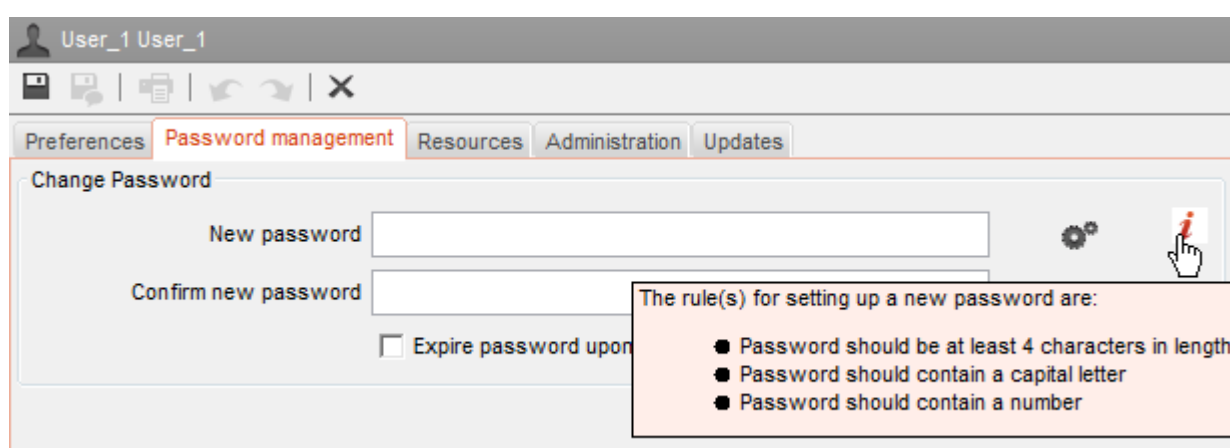 User_1 User_1
Preferences Password management Resources Administration Updates
Change Password
New password
i
Confirm new password
The rule(s) for setting up a new password are:
Expire password upon
Password should be at least 4 characters in length
Password should contain a capital letter
Password should contain a number